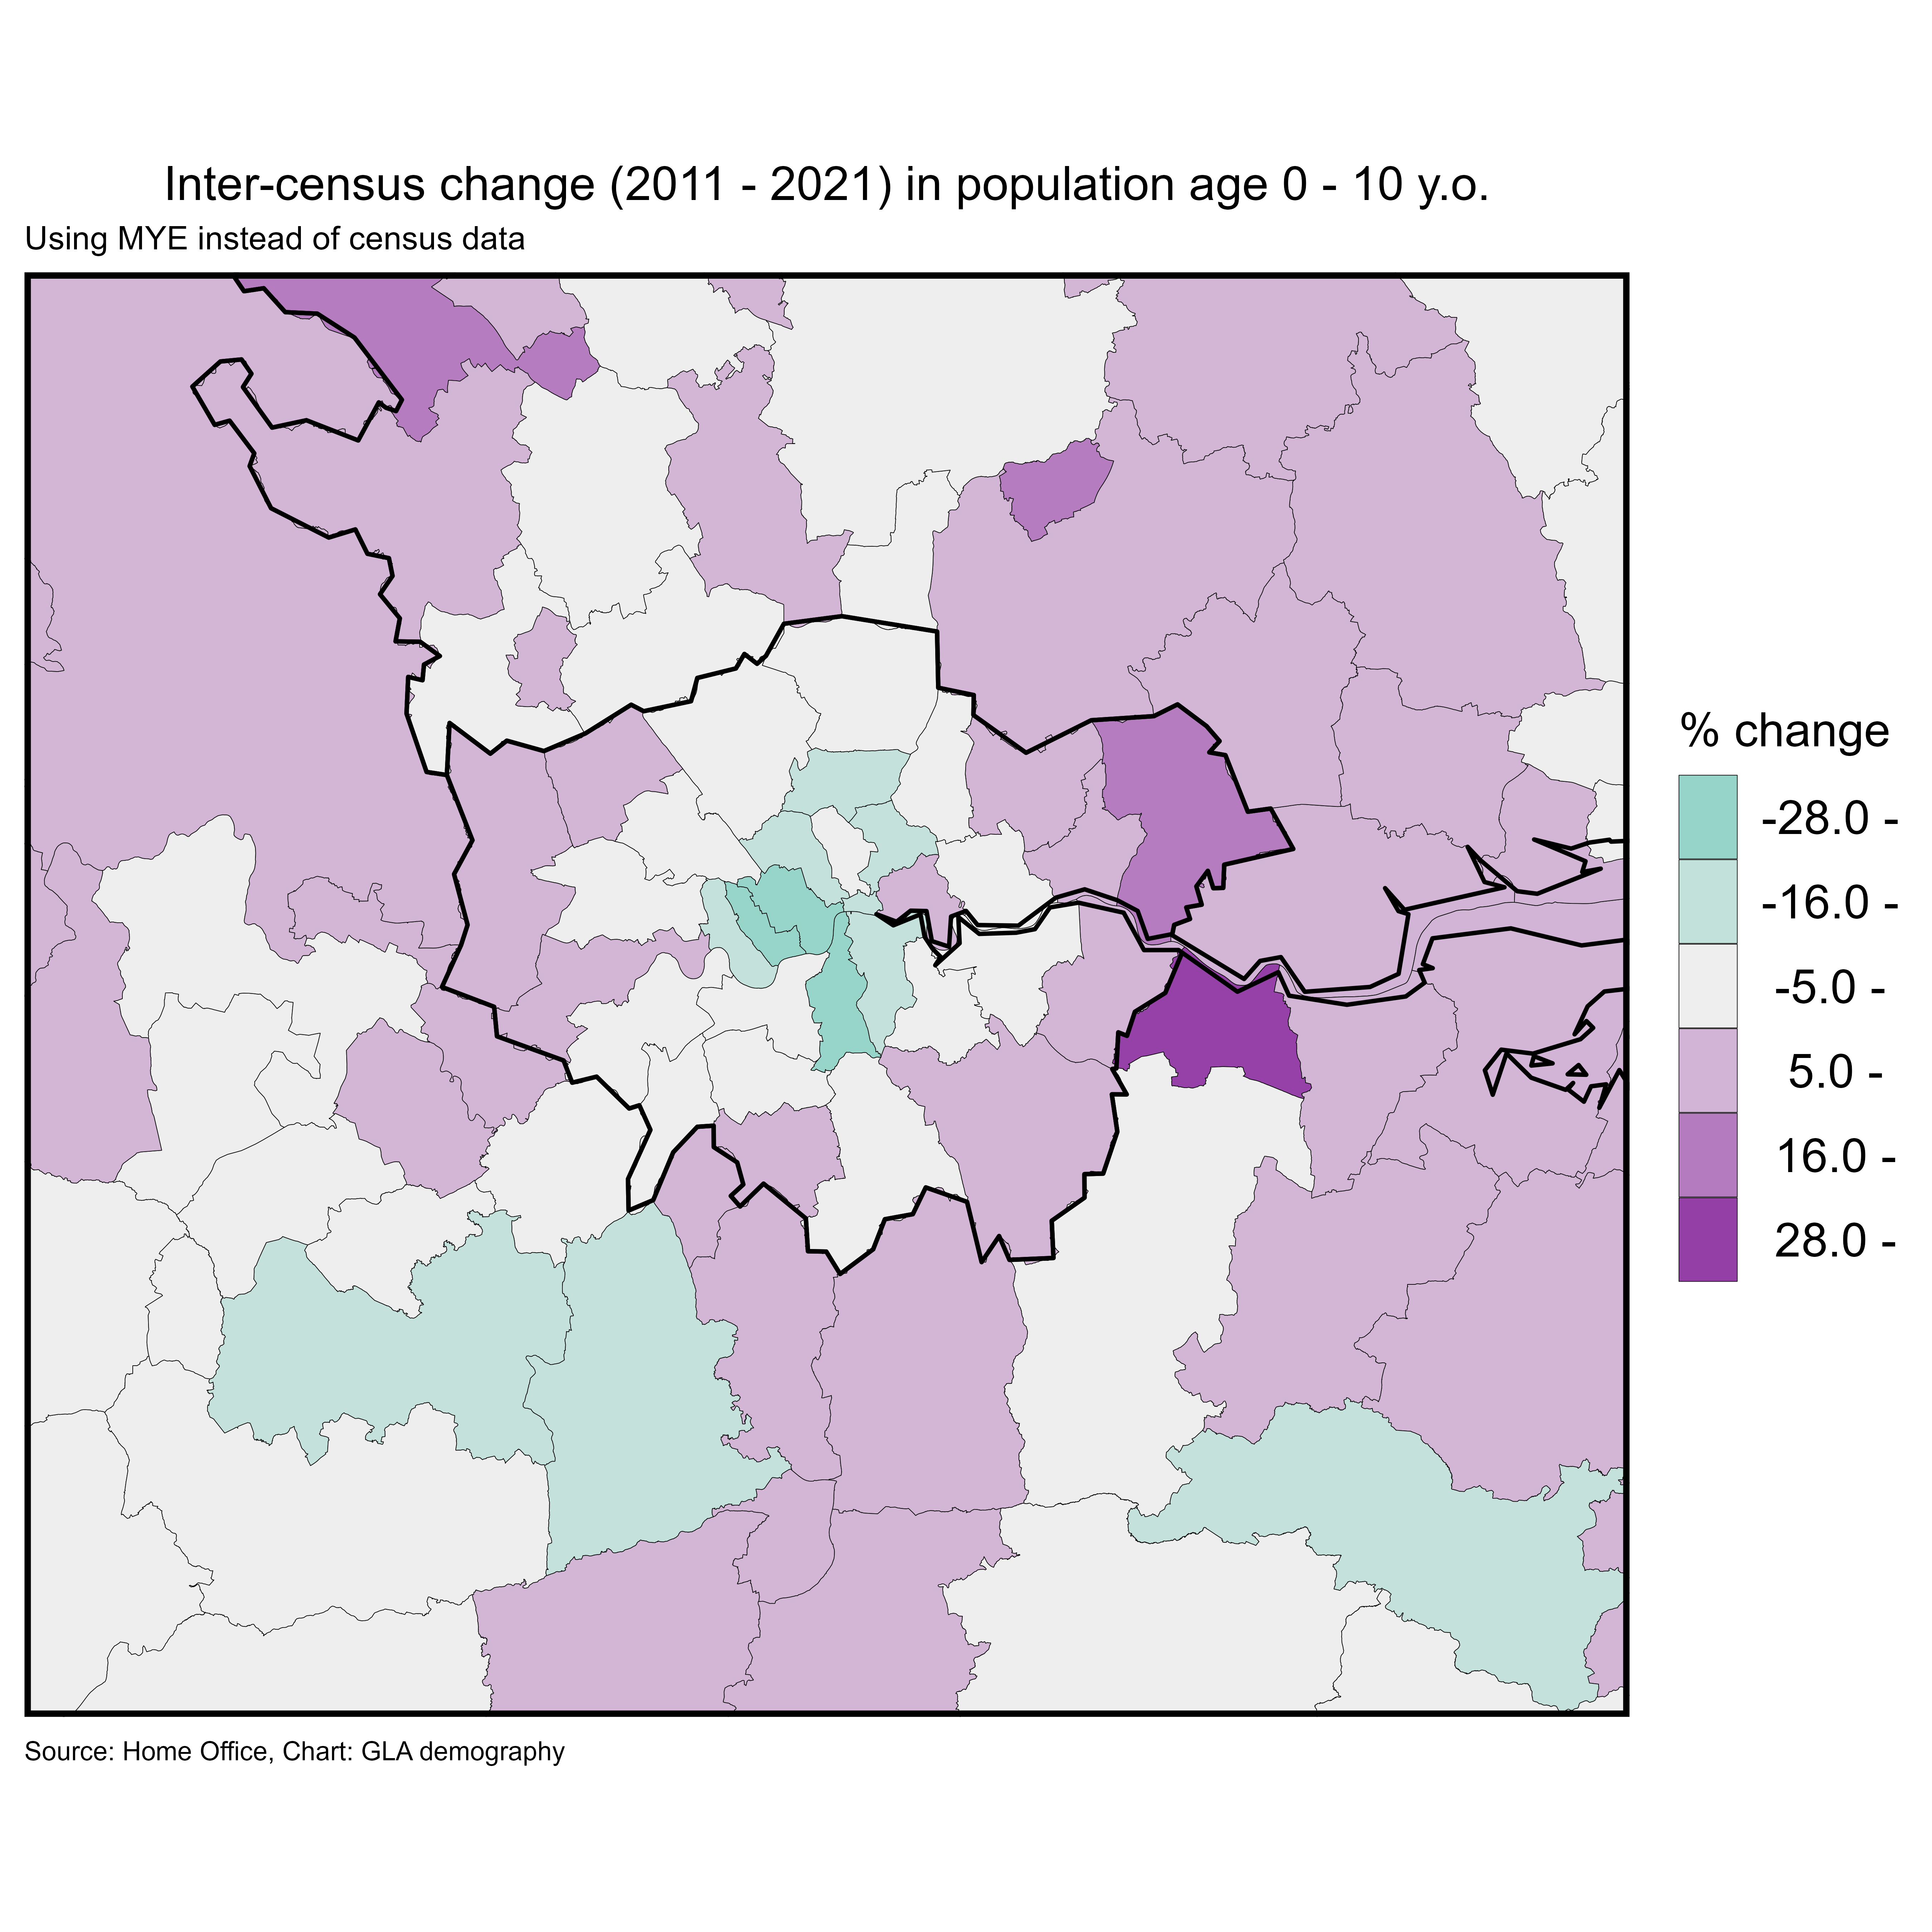 Inter-census change (2011 - 2021) in population age 0 - 10 y.o.
Using MYE instead of census data
% change
-28.0 -
-16.0 -
-5.0 -
5.0 -
16.0 -
28.0 -
Source: Home Office, Chart: GLA demography